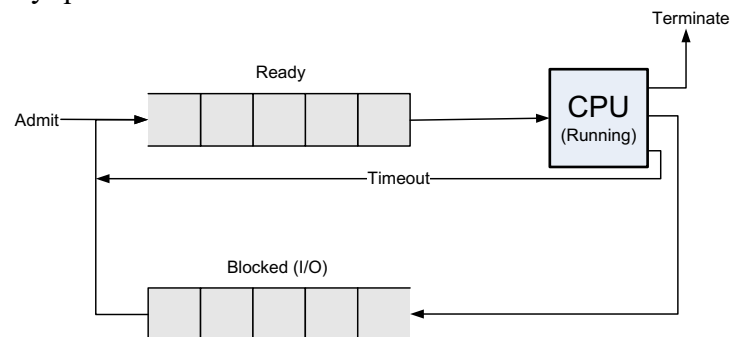 Terminate
Ready
CPU
(Running)
Admit
Timeout
Blocked (I/O)